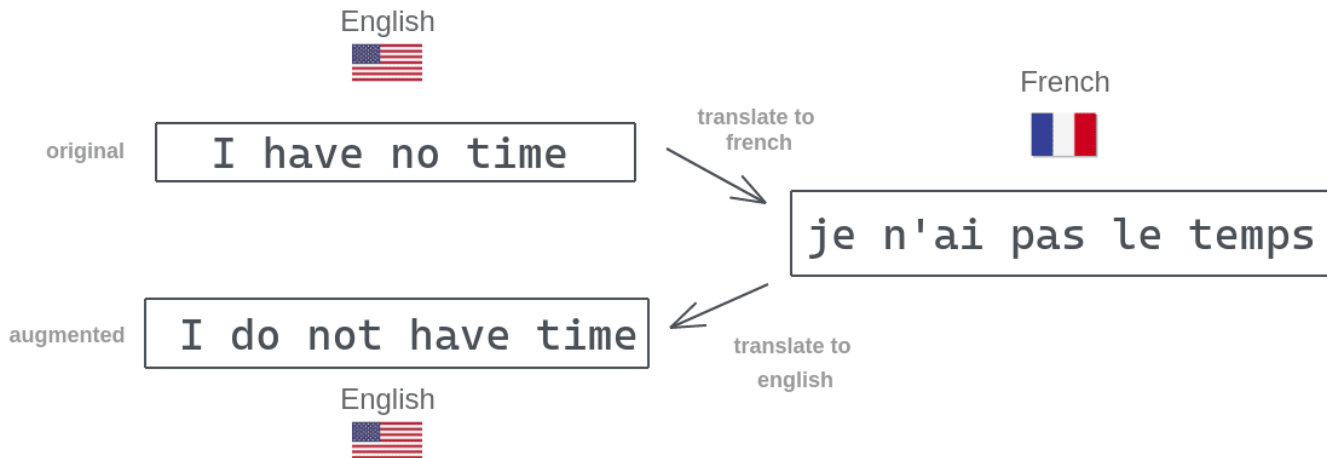 English
original
I have no time
translate to
french
French
je n'ai pas le temps
translate to
english
augmented
I do not have time
English